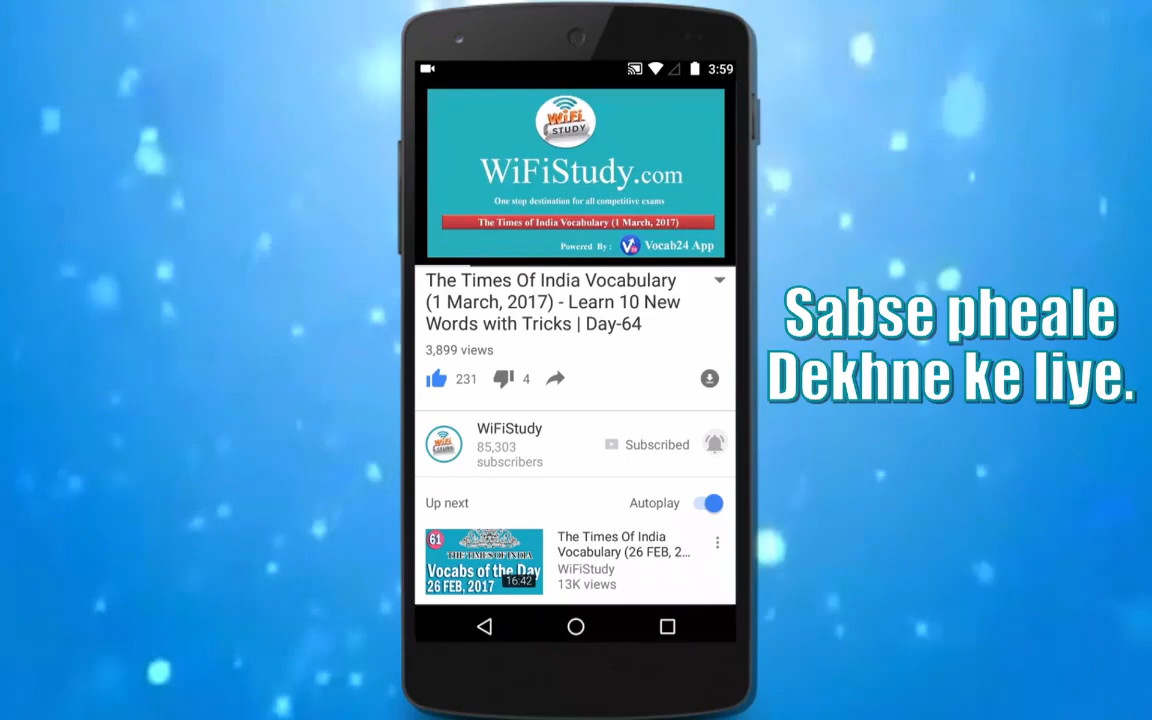 3:59
WiFi
STUDY
WiFiStudy.com
One stop destination for all competitive exams
The Times of India Vocabulary (1 March, 2017)
Powered By : Vocab24 App
The Times Of India Vocabulary
(1 March, 2017) - Learn 10 New
Words with Tricks | Day-64
3,899 views
231 4
WiFiStudy
85,303
subscribers
Subscribed
Up next
Autoplay
61
THE TIMES OF INDIA
Vocabs of the Day
26 FEB, 2017
16:42
The Times Of India
Vocabulary (26 FEB, 2...
WiFiStudy
13K views
Sabse pheale
Dekhne ke liye.